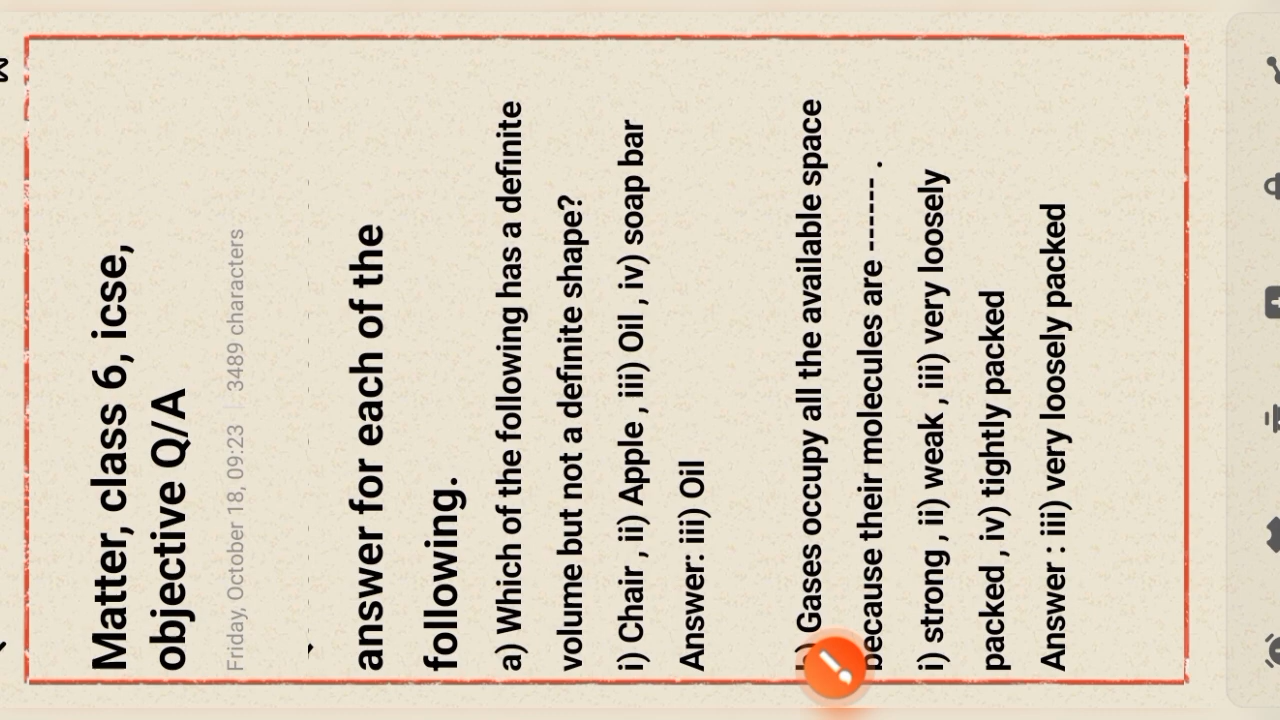 Matter, class 6, icse,
objective Q/A
Friday, October 18, 09:23 | 3489 characters
answer for each of the
following.
a) Which of the following has a definite
volume but not a definite shape?
i) Chair , ii) Apple , iii) Oil , iv) soap bar
Answer: iii) Oil
Gases occupy all the available space
because their molecules are ------- .
i) strong , ii) weak , iii) very loosely
packed , iv) tightly packed
Answer : iii) very loosely packed